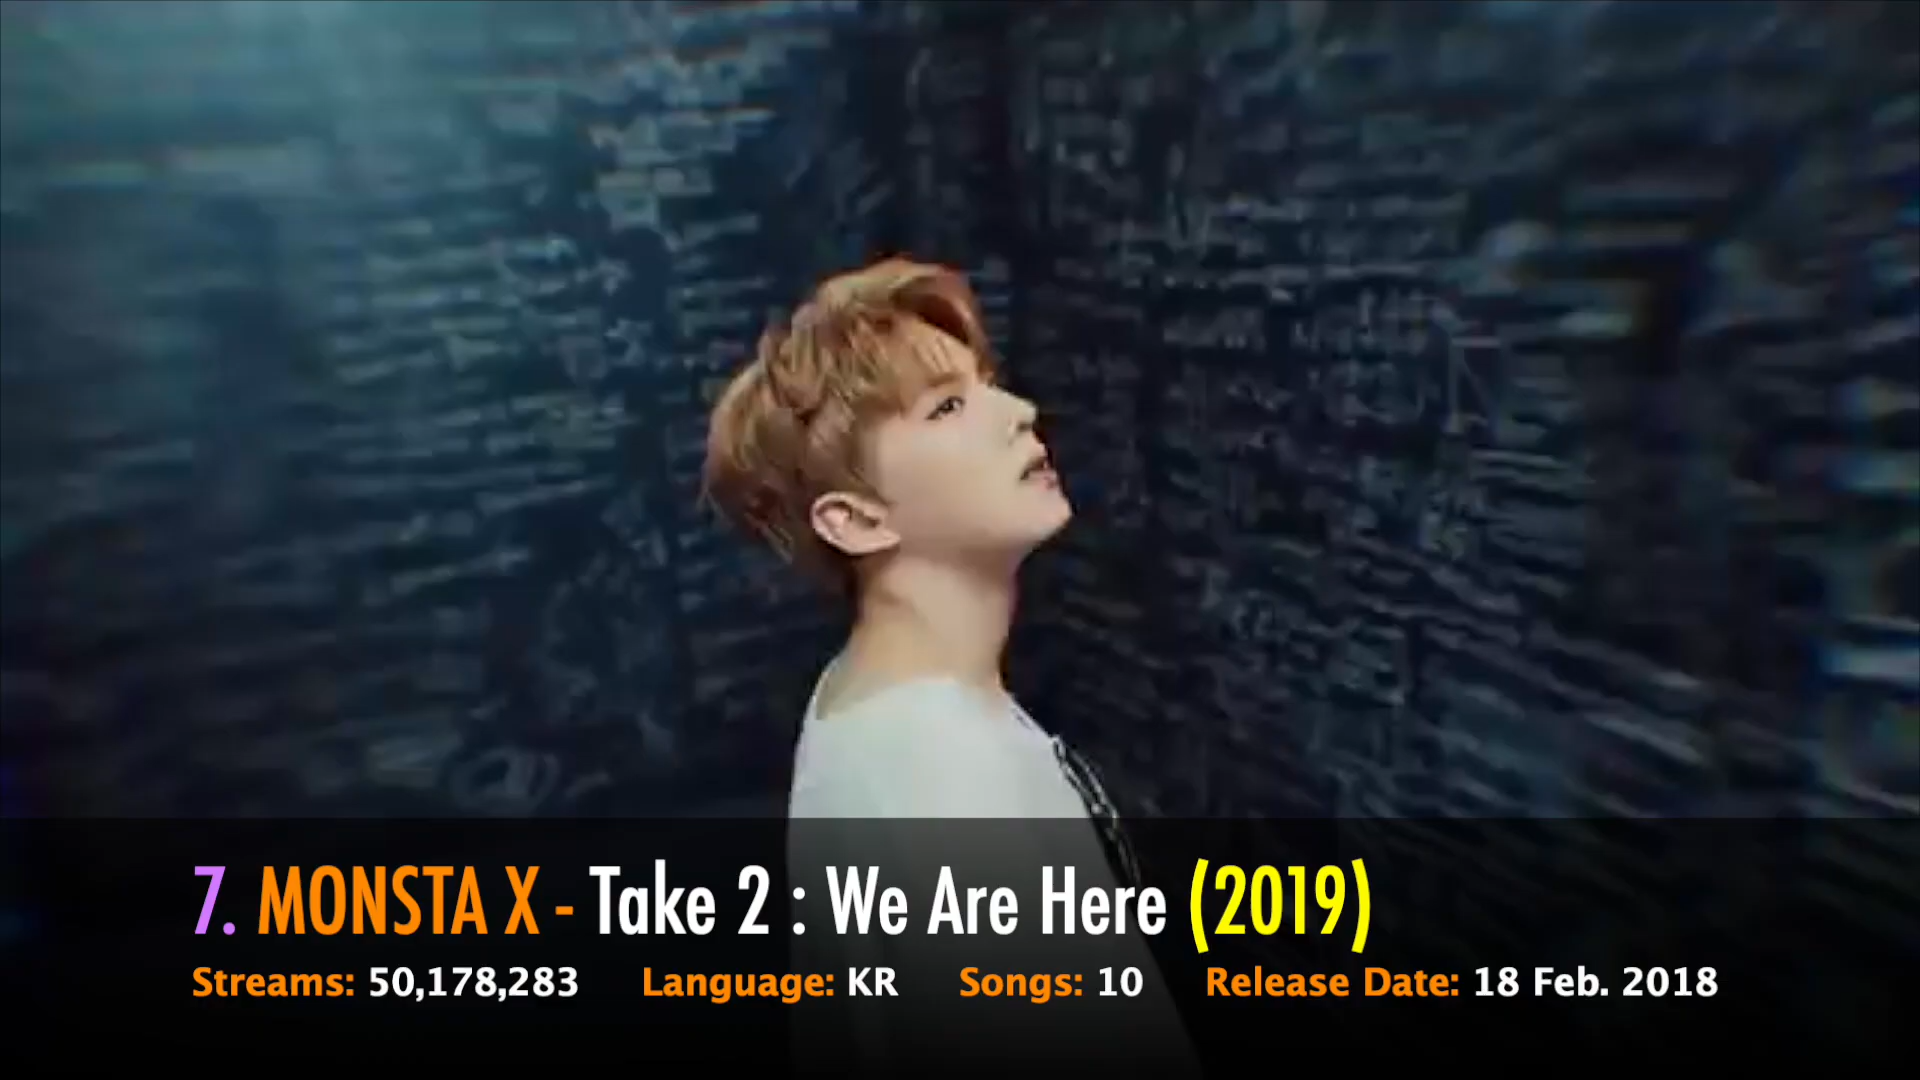 7. MONSTA X - Take 2 : We Are Here (2019)
Streams: 50,178,283 Language: KR Songs: 10 Release Date: 18 Feb. 2018